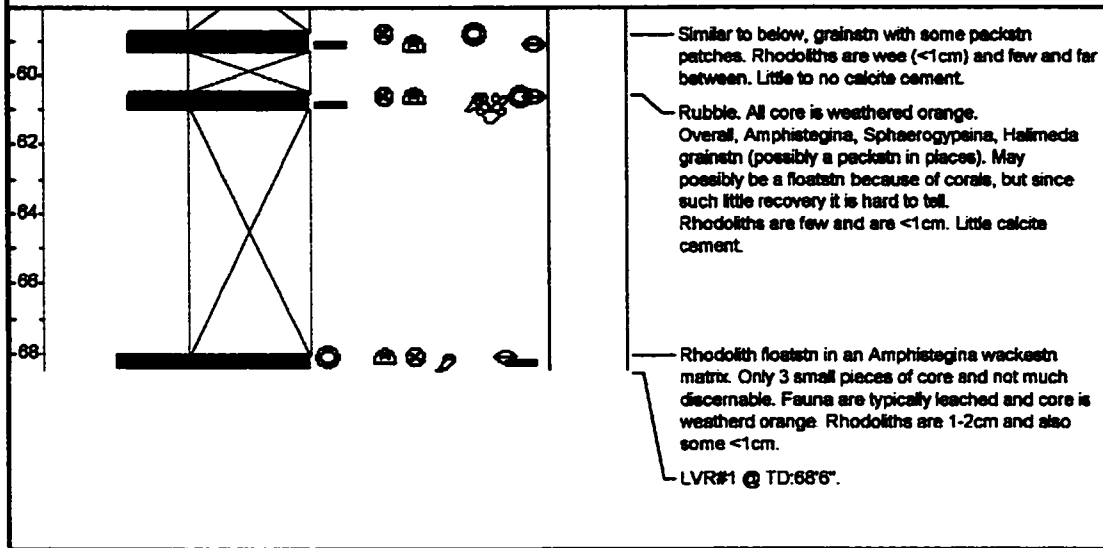 Similar to below, grainstn with some packstn
patches. Rhodoliths are wee (<1cm) and few and far
between. Little to no calcite cement.
-60-
Rubble. All core is weathered orange.
Overall, Amphistegina, Sphaerogypsina, Halimeda
grainstn (possibly a packstn in places). May
possibly be a floatstn because of corals, but since
such little recovery it is hard to tell.
Rhodoliths are few and are <1cm. Little calcite
cement.
-62-
-64-
-66-
-68-
Rhodolith floatstn in an Amphistegina wackestn
matrix. Only 3 small pieces of core and not much
discernable. Fauna are typically leached and core is
weatherd orange. Rhodoliths are 1-2cm and also
some <1cm.
LVR#1 @ TD:68'6".